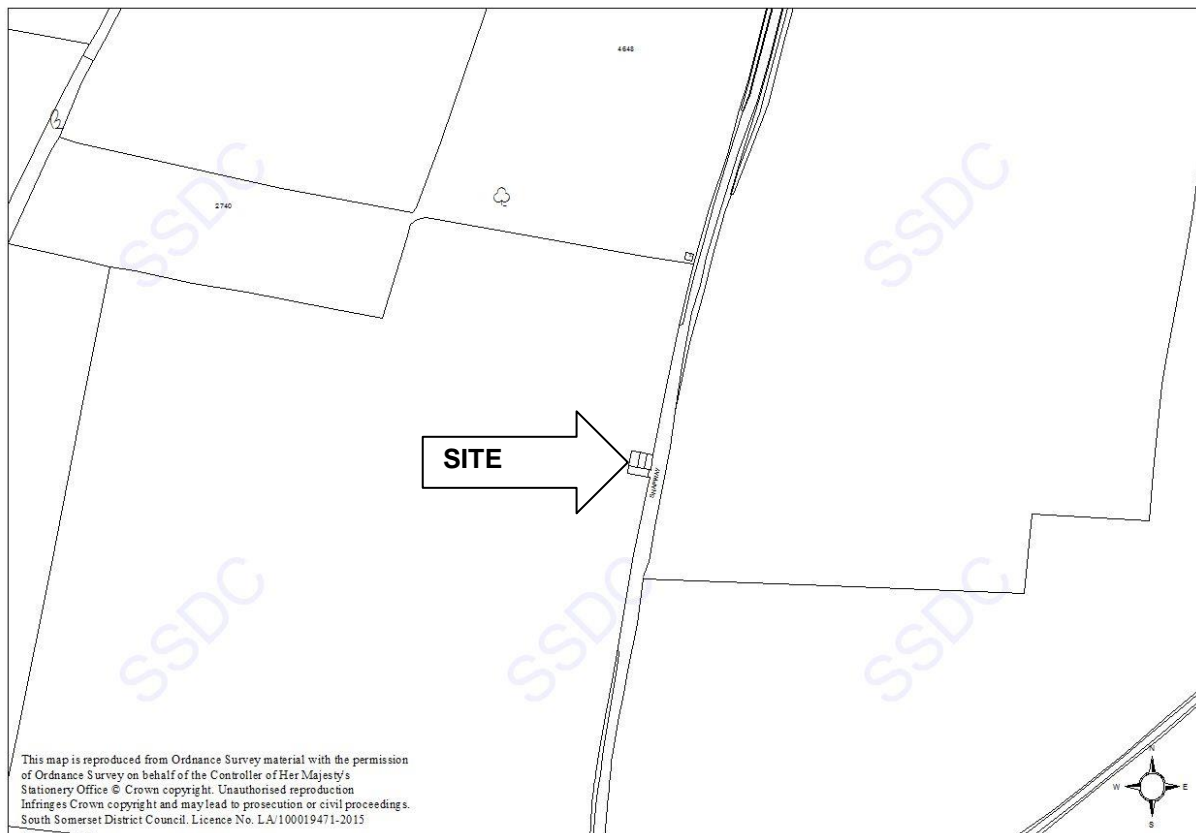 4648
SSDC
SSDC
2740
SITE
SNAPWAY
SSDC
SSDC
SSDC
This map is reproduced from Ordnance Survey material with the permission
of Ordnance Survey on behalf of the Controller of Her Majesty's
Stationery Office © Crown copyright. Unauthorised reproduction
Infringes Crown copyright and may lead to prosecution or civil proceedings.
South Somerset District Council. Licence No. LA/100019471-2015
N
W E
S